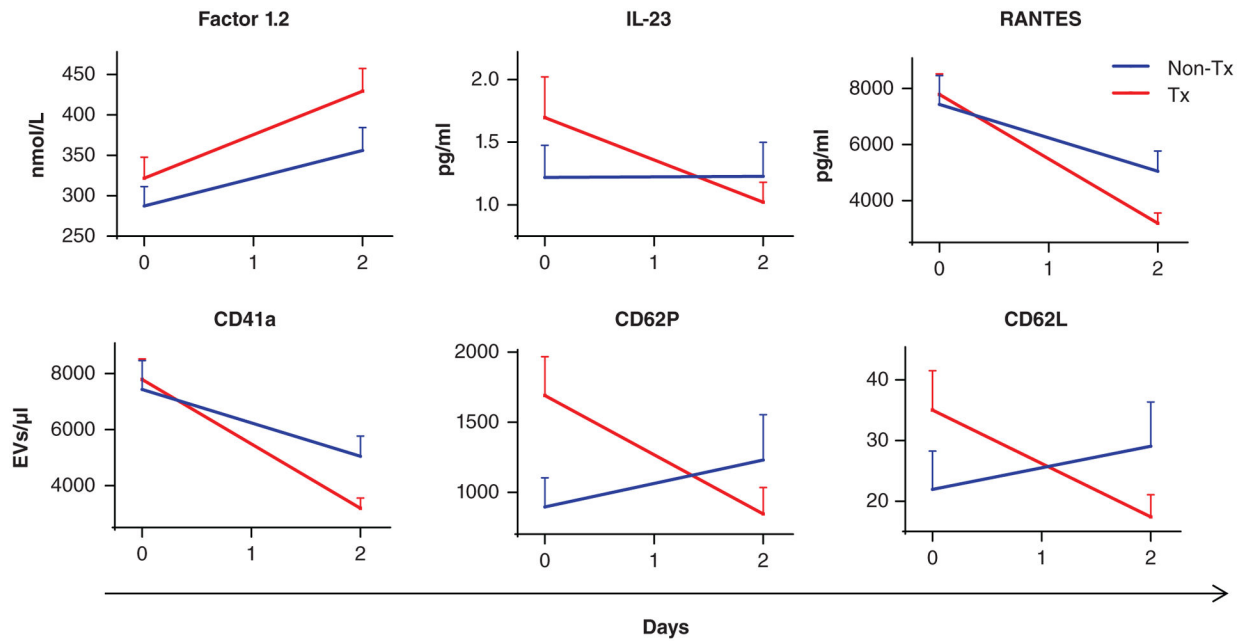 Factor 1.2
nmol/L
450
400
350
300
250
0 1 2
IL-23
pg/ml
2.0
1.5
1.0
0 1 2
RANTES
pg/ml
8000
6000
4000
0 1 2
Non-Tx
Tx
CD41a
EVs/µl
8000
6000
4000
0 1 2
CD62P
2000
1500
1000
0 1 2
CD62L
40
30
20
0 1 2
Days